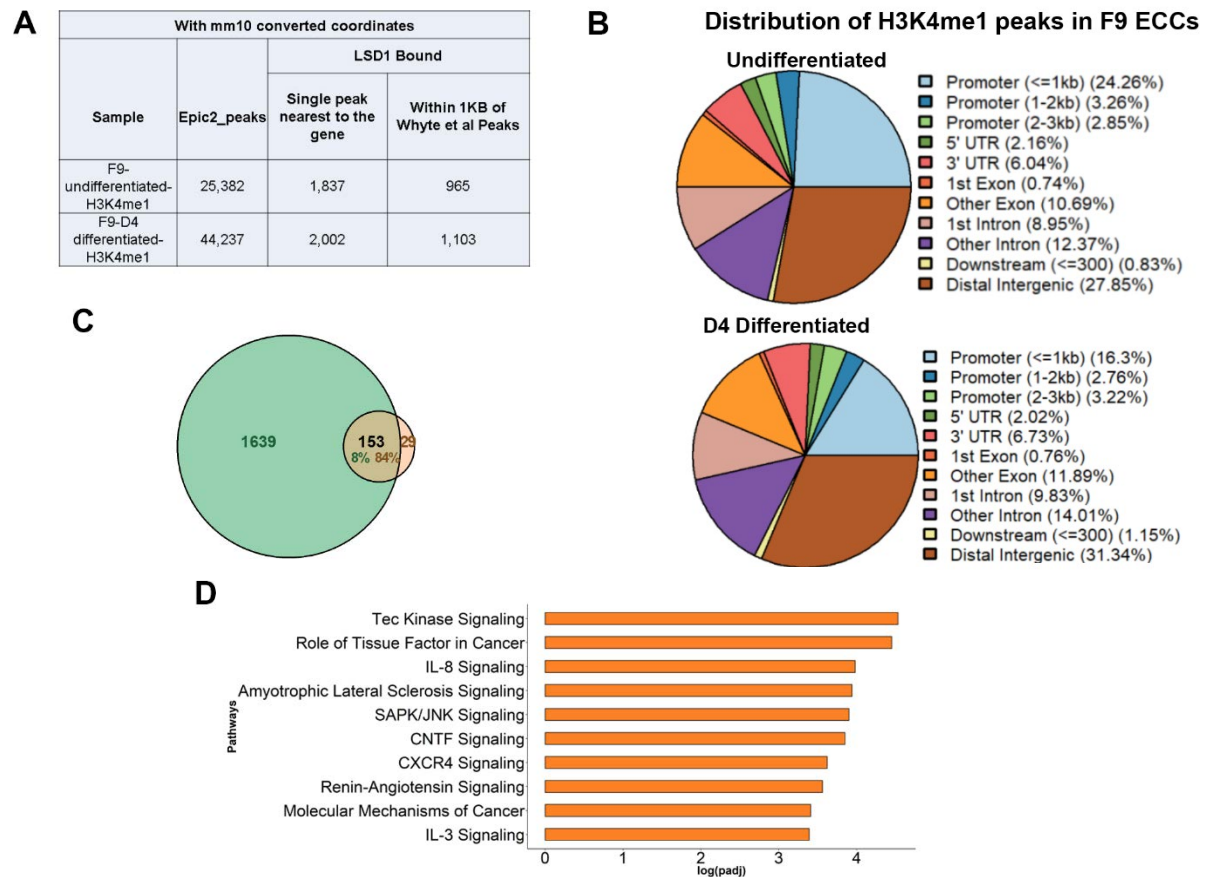 A
With mm10 converted coordinates
Sample
Epic2_peaks
LSD1 Bound
Single peak
nearest to the
gene
Within 1KB of
Whyte et al Peaks
F9-
undifferentiated-
H3K4me1
25,382
1,837
965
F9-D4
differentiated-
H3K4me1
44,237
2,002
1,103
B
Distribution of H3K4me1 peaks in F9 ECCs
Undifferentiated
Promoter (<=1kb) (24.26%)
Promoter (1-2kb) (3.26%)
Promoter (2-3kb) (2.85%)
5' UTR (2.16%)
3' UTR (6.04%)
1st Exon (0.74%)
Other Exon (10.69%)
1st Intron (8.95%)
Other Intron (12.37%)
Downstream (<=300) (0.83%)
Distal Intergenic (27.85%)
D4 Differentiated
Promoter (<=1kb) (16.3%)
Promoter (1-2kb) (2.76%)
Promoter (2-3kb) (3.22%)
5' UTR (2.02%)
3' UTR (6.73%)
1st Exon (0.76%)
Other Exon (11.89%)
1st Intron (9.83%)
Other Intron (14.01%)
Downstream (<=300) (1.15%)
Distal Intergenic (31.34%)
C
1639
153
29
8% 84%
D
Pathways
Tec Kinase Signaling
Role of Tissue Factor in Cancer
IL-8 Signaling
Amyotrophic Lateral Sclerosis Signaling
SAPK/JNK Signaling
CNTF Signaling
CXCR4 Signaling
Renin-Angiotensin Signaling
Molecular Mechanisms of Cancer
IL-3 Signaling
0 1 2 3 4
log(padj)